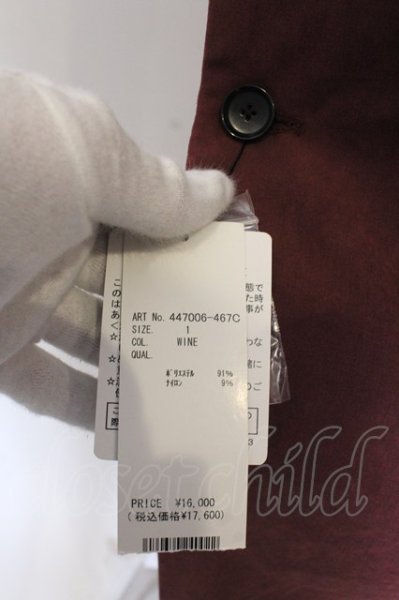 ART No. 447006-467C
SIZE. 1
COL. WINE
QUAL.
ポリエステル 91%
ナイロン 9%
PRICE ¥16,000
(税込価格¥17,600)
closetchild